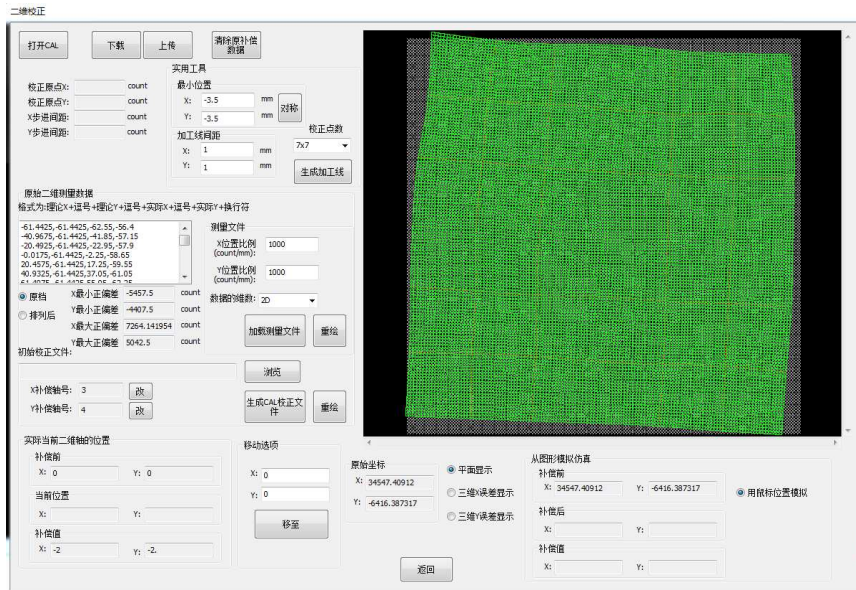 二维校正
打开CAL
下载
上传
清除原补偿
数据
校正原点X:
count
校正原点Y:
count
X步进间距:
count
Y步进间距:
count
实用工具
最小位置
X:
-3.5
mm
Y:
-3.5
mm
对称
加工线间距
X:
1
mm
Y:
1
mm
校正点数
7x7
生成加工线
原始二维测量数据
格式为:理论X+逗号+理论Y+逗号+实际X+逗号+实际Y+换行符
-61.4425,-61.4425,-62.55,-56.4
-40.9675,-61.4425,-41.85,-57.15
-20.4925,-61.4425,-22.95,-57.9
-0.0175,-61.4425,-2.25,-58.65
20.4575,-61.4425,17.25,-59.55
40.9325,-61.4425,37.05,-61.05
测量文件
X位置比例
(count/mm):
1000
Y位置比例
(count/mm):
1000
数据的维数:
2D
加载测量文件
重绘
原档
排列后
X最小正偏差
-5457.5
count
Y最小正偏差
-4407.5
count
X最大正偏差
7264.141954
count
Y最大正偏差
5042.5
count
初始校正文件:
浏览
X补偿轴号:
3
改
Y补偿轴号:
4
改
生成CAL校正文
件
重绘
实际当前二维轴的位置
补偿前
X: 0
Y: 0
当前位置
X:
Y:
补偿值
X: -2
Y: -2.
移动选项
X: 0
Y: 0
移至
原始坐标
X: 34547.40912
Y: -6416.387317
平面显示
三维X误差显示
三维Y误差显示
从图形模拟仿真
补偿前
X: 34547.40912
Y: -6416.387317
补偿后
X:
Y:
补偿值
X:
Y:
用鼠标位置模拟
返回